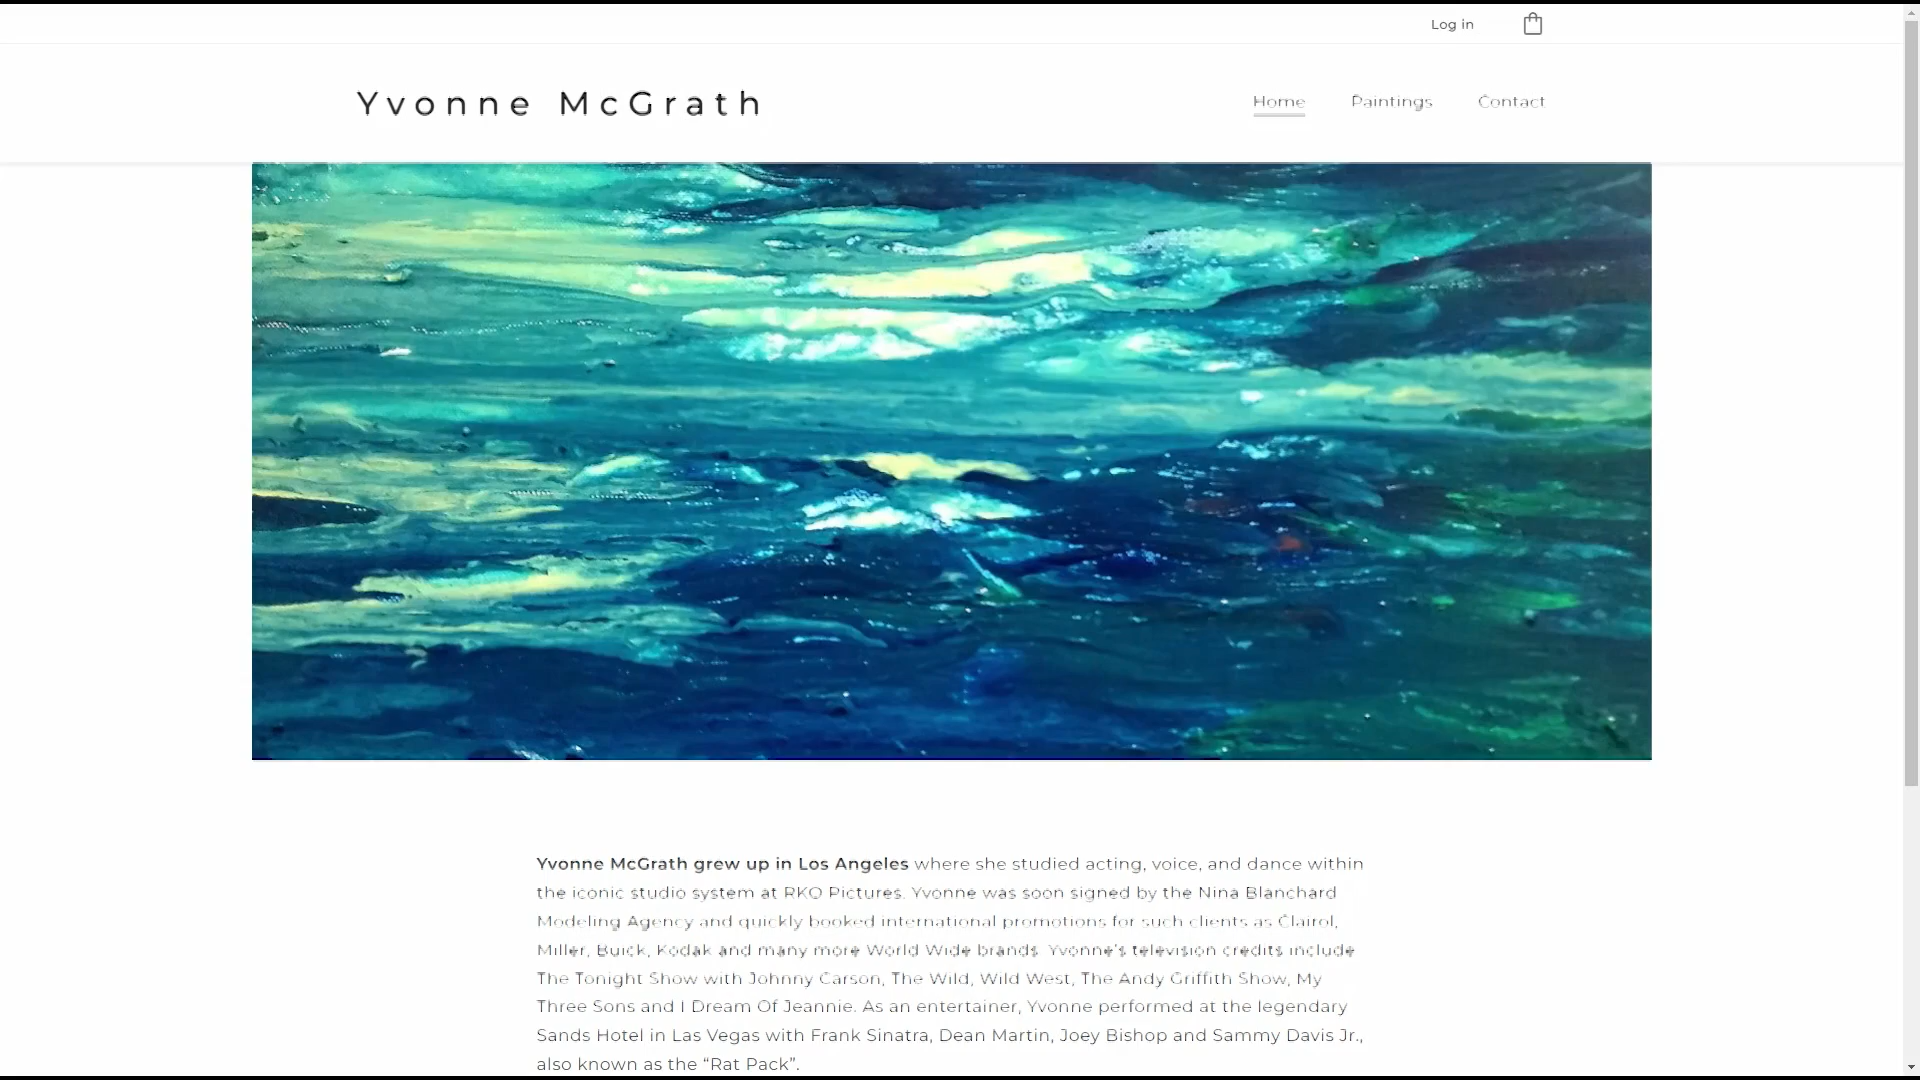 Log in
Yvonne McGrath
Home Paintings Contact
Yvonne McGrath grew up in Los Angeles where she studied acting, voice, and dance within
the iconic studio system at RKO Pictures. Yvonne was soon signed by the Nina Blanchard
Modeling Agency and quickly booked international promotions for such clients as Clairol,
Miller, Buick, Kodak and many more World Wide brands. Yvonne's television credits include
The Tonight Show with Johnny Carson, The Wild, Wild West, The Andy Griffith Show, My
Three Sons and I Dream Of Jeannie. As an entertainer, Yvonne performed at the legendary
Sands Hotel in Las Vegas with Frank Sinatra, Dean Martin, Joey Bishop and Sammy Davis Jr.,
also known as the “Rat Pack”.